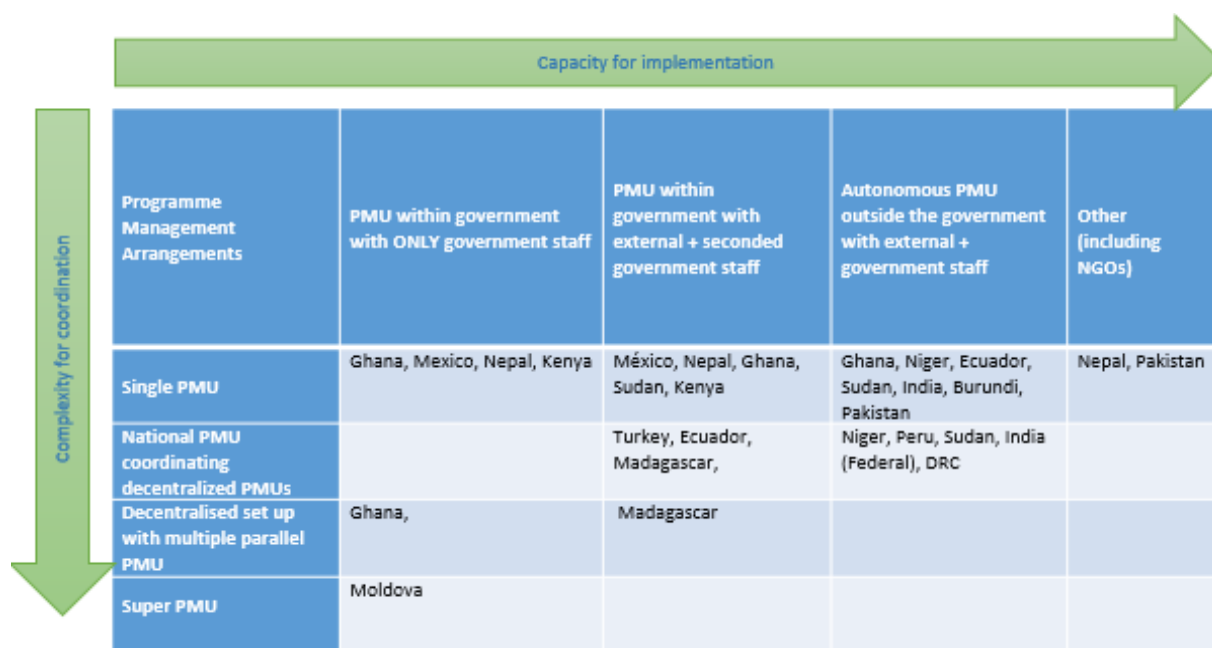 Capacity for implementation
Complexity for coordination
Programme
Management
Arrangements
PMU within government
with ONLY government staff
PMU within
government with
external + seconded
government staff
Autonomous PMU
outside the government
with external +
government staff
Other
(including
NGOs)
Single PMU
Ghana, Mexico, Nepal, Kenya
México, Nepal, Ghana,
Sudan, Kenya
Ghana, Niger, Ecuador,
Sudan, India, Burundi,
Pakistan
Nepal, Pakistan
National PMU
coordinating
decentralized PMUs
Turkey, Ecuador,
Madagascar,
Niger, Peru, Sudan, India
(Federal), DRC
Decentralised set up
with multiple parallel
PMU
Ghana,
Madagascar
Super PMU
Moldova